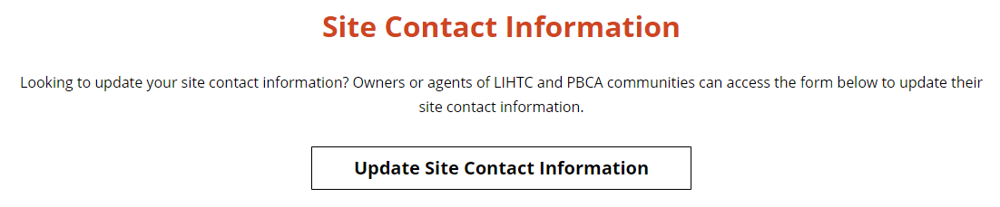 Site Contact Information
Looking to update your site contact information? Owners or agents of LIHTC and PBCA communities can access the form below to update their
site contact information.
Update Site Contact Information